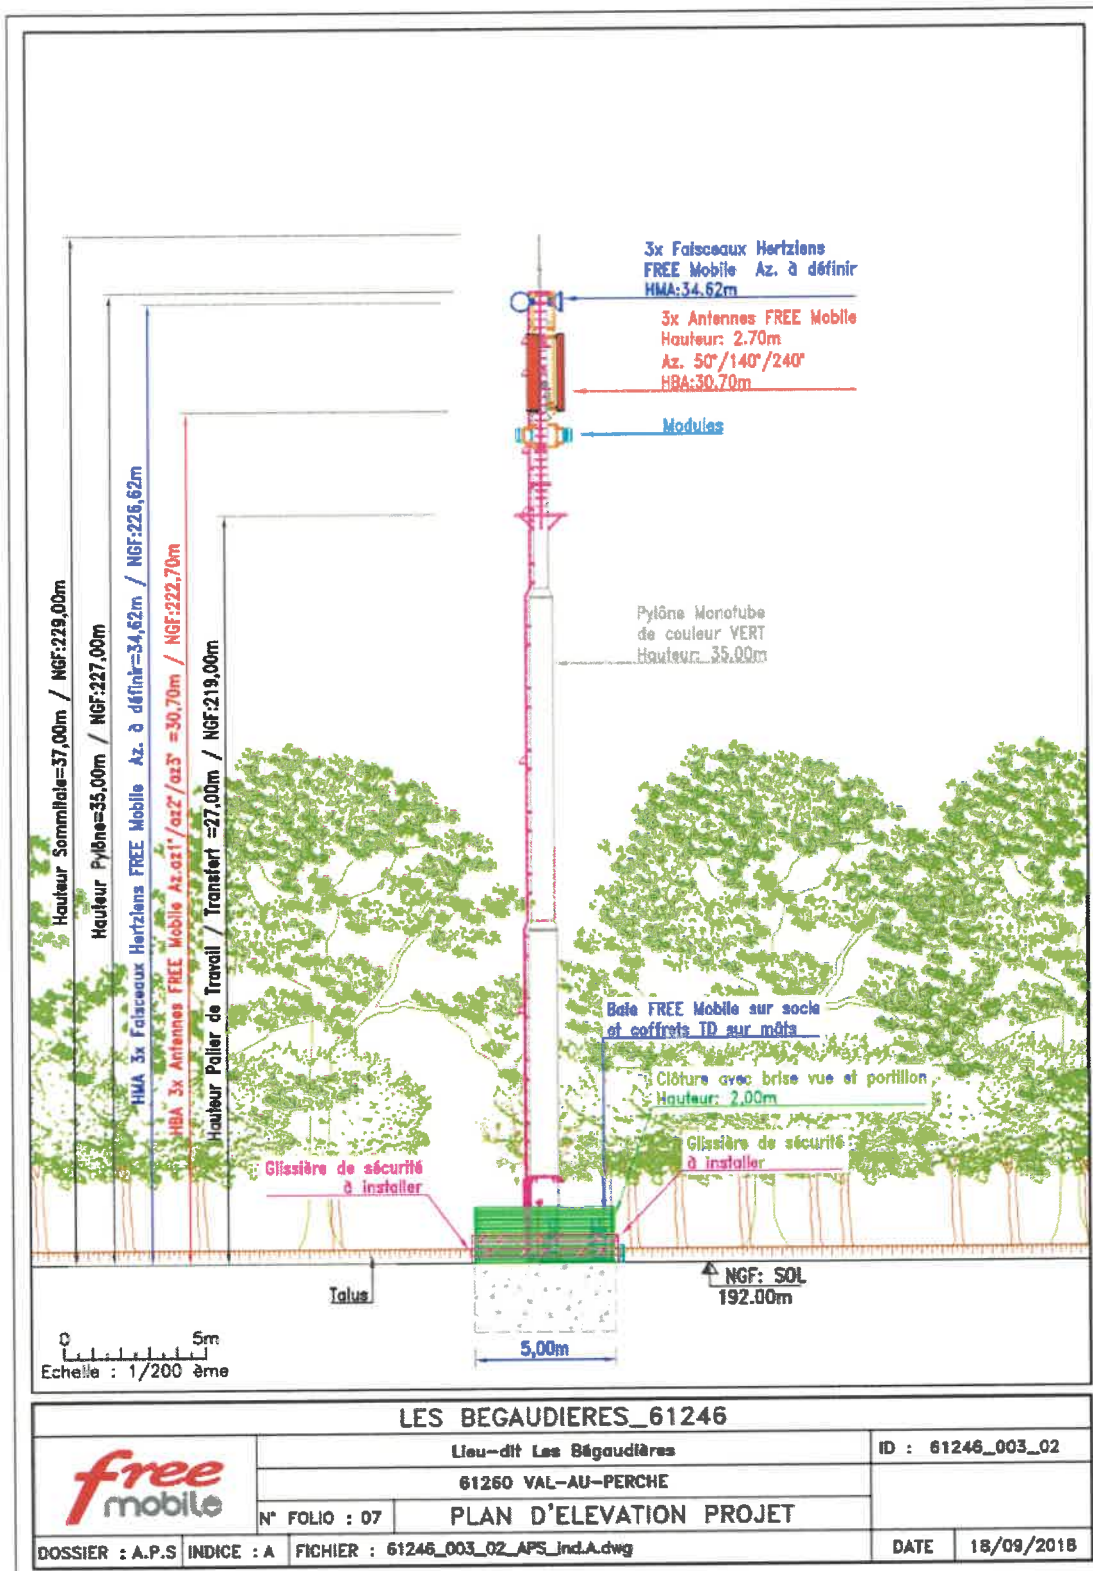 3x Faisceaux Hertziens
FREE Mobile Az. à définir
HMA:34.62m
3x Antennes FREE Mobile
Hauteur: 2.70m
Az. 50°/140°/240°
HBA:30.70m
Modules
Pylône Monotube
de couleur VERT
Hauteur: 35.00m
Hauteur Sommitale=37,00m / NGF:229,00m
Hauteur Pylône=35,00m / NGF:227,00m
HMA 3x Faisceaux Hertziens FREE Mobile Az. à définir=34,62m / NGF:226,62m
HBA 3x Antennes FREE Mobile Az.az1°/az2°/az3° =30,70m / NGF:222,70m
Hauteur Palier de Travail / Transfert =27,00m / NGF:219,00m
Baie FREE Mobile sur socle
et coffrets TD sur mâts
Clôture avec brise vue et portillon
Hauteur: 2,00m
Glissière de sécurité
à installer
Glissière de sécurité
à installer
Talus
NGF: SOL
192.00m
5,00m
0 5m
Echelle : 1/200 ème
LES BEGAUDIERES_61246
free
mobile
Lieu-dit Les Bégaudières
ID : 61246_003_02
61260 VAL-AU-PERCHE
N° FOLIO : 07
PLAN D'ELEVATION PROJET
DOSSIER : A.P.S
INDICE : A
FICHIER : 61246_003_02_APS_Ind.A.dwg
DATE
18/09/2018